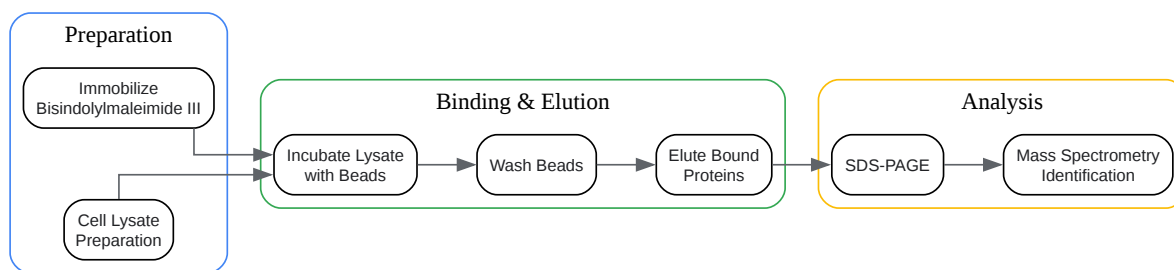 Preparation
Immobilize
Bisindolylmaleimide III
Cell Lysate
Preparation
Binding & Elution
Incubate Lysate
with Beads
Wash Beads
Elute Bound
Proteins
Analysis
SDS-PAGE
Mass Spectrometry
Identification